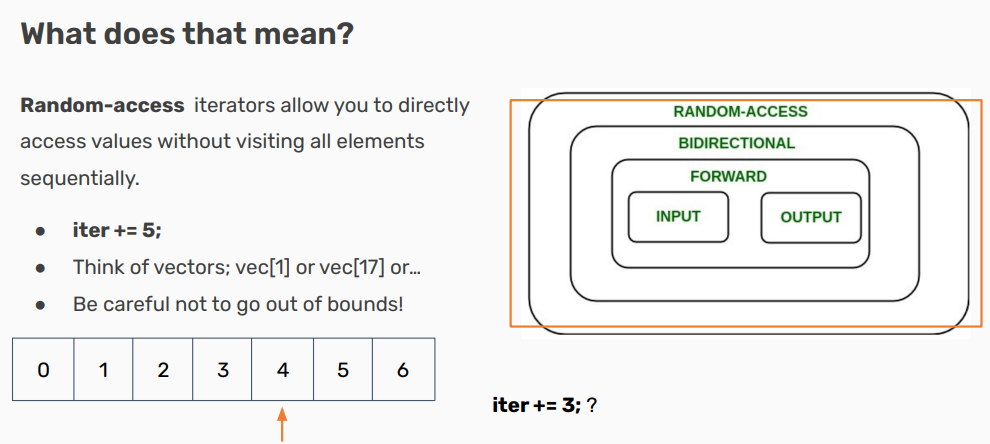 What does that mean?
Random-access iterators allow you to directly
access values without visiting all elements
sequentially.
● iter += 5;
● Think of vectors; vec[1] or vec[17] or…
● Be careful not to go out of bounds!
0 1 2 3 4 5 6
RANDOM-ACCESS
BIDIRECTIONAL
FORWARD
INPUT OUTPUT
iter += 3; ?